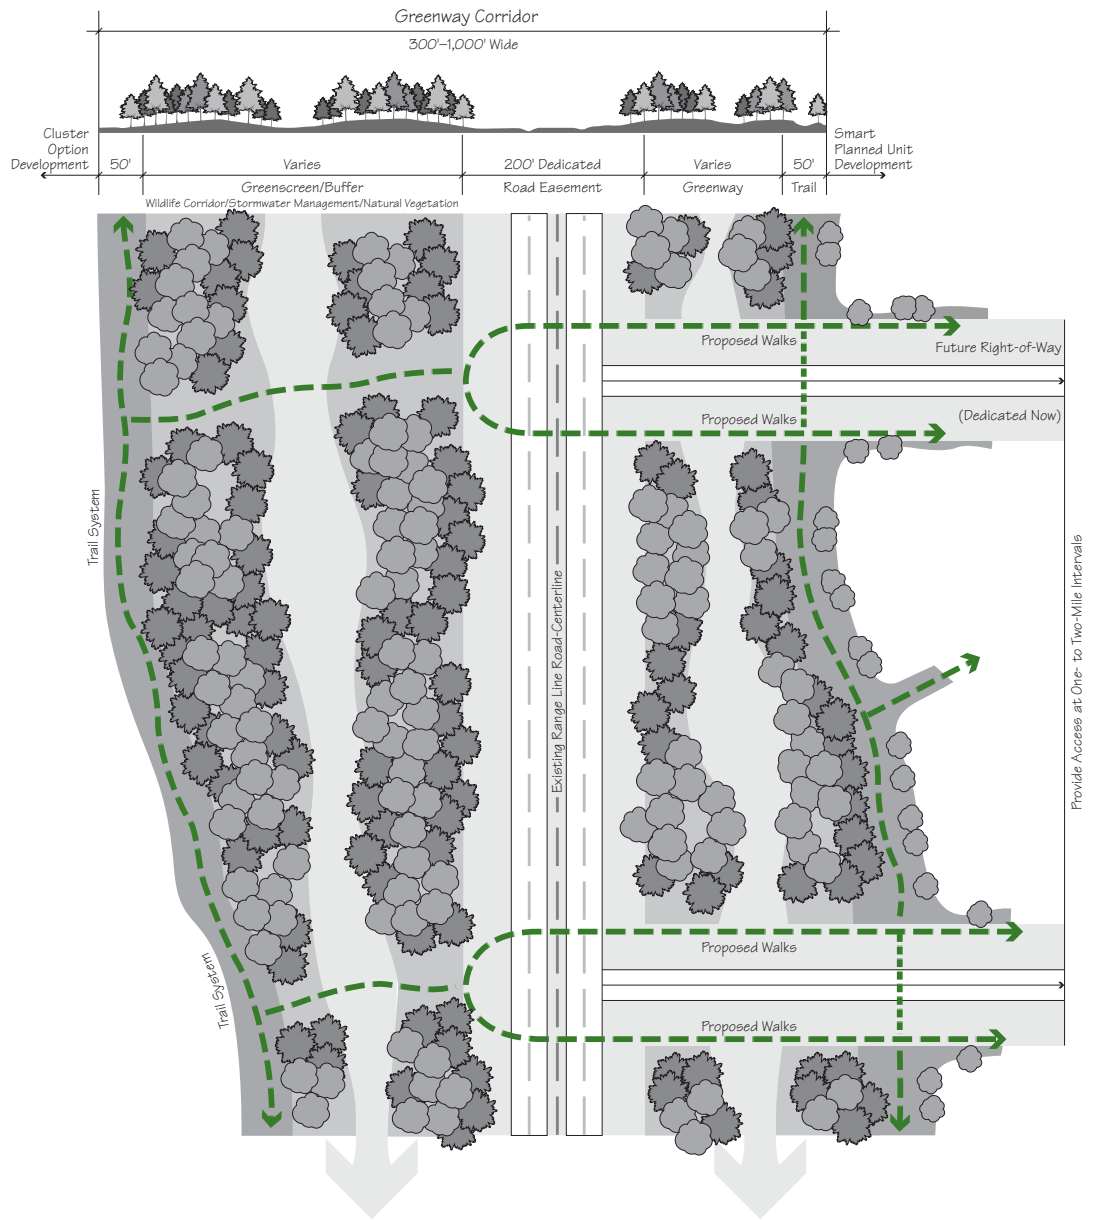 Greenway Corridor
300'–1,000' Wide
Cluster
Option
Development
50'
Varies
200' Dedicated
Varies
50'
Smart
Planned Unit
Development
Greenscreen/Buffer
Road Easement
Greenway
Trail
Wildlife Corridor/Stormwater Management/Natural Vegetation
Proposed Walks
Future Right-of-Way
Proposed Walks
(Dedicated Now)
Trail System
Existing Range Line Road-Centerline
Provide Access at One- to Two-Mile Intervals
Trail System
Proposed Walks
Proposed Walks